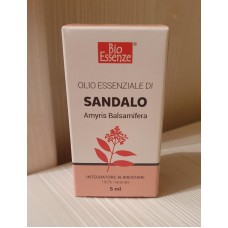 Bio
Essenze®
OLIO ESSENZIALE DI
SANDALO
Amyris Balsamifera
INTEGRATORE ALIMENTARE
100% naturale
5 ml